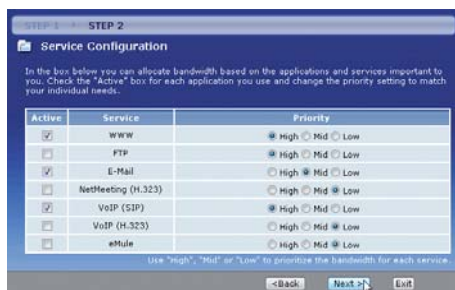 STEP 1 STEP 2
Service Configuration
In the box below you can allocate bandwidth based on the applications and services important to
you. Check the "Active" box for each application you use and change the priority setting to match
your individual needs.
Active Service Priority
WWW High Mid Low
FTP High Mid Low
E-Mail High Mid Low
NetMeeting (H.323) High Mid Low
VoIP (SIP) High Mid Low
VoIP (H.323) High Mid Low
eMule High Mid Low
Use "High", "Mid" or "Low" to prioritize the bandwidth for each service.
<Back Next > Exit